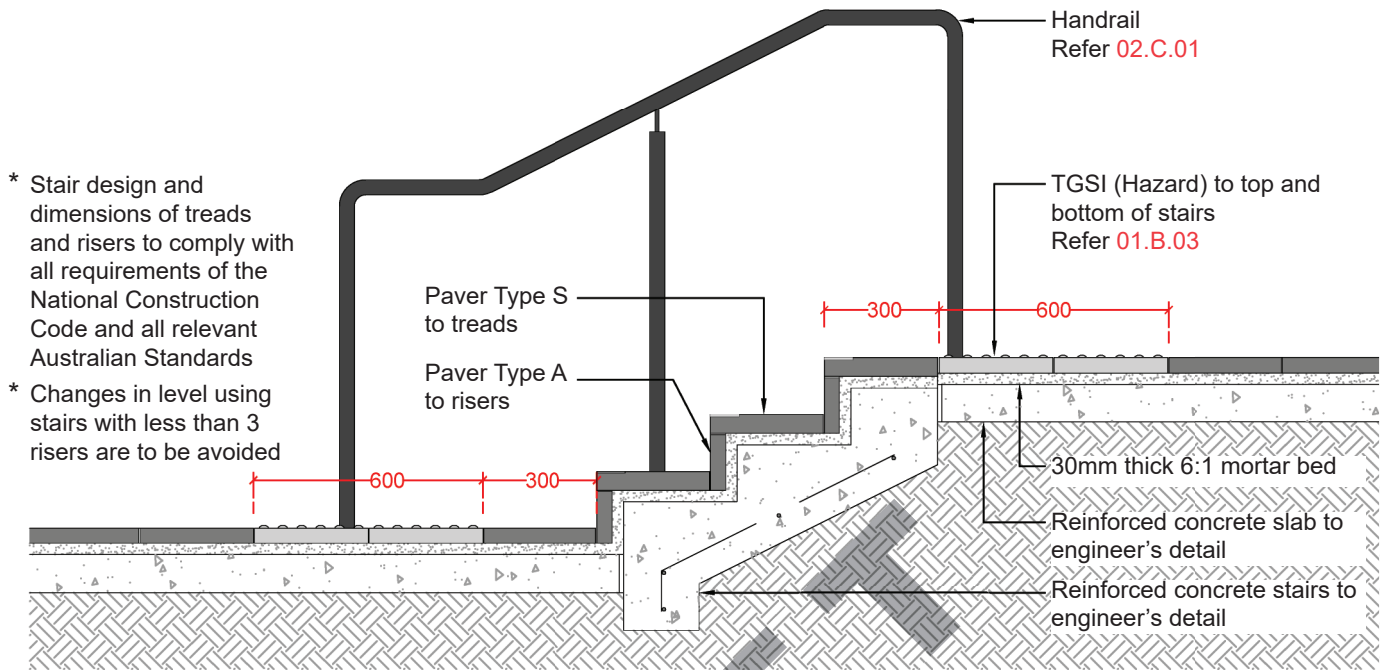 Handrail
Refer 02.C.01
* Stair design and
dimensions of treads
and risers to comply with
all requirements of the
National Construction
Code and all relevant
Australian Standards
* Changes in level using
stairs with less than 3
risers are to be avoided
TGSI (Hazard) to top and
bottom of stairs
Refer 01.B.03
Paver Type S
to treads
Paver Type A
to risers
300
600
600
300
30mm thick 6:1 mortar bed
Reinforced concrete slab to
engineer’s detail
Reinforced concrete stairs to
engineer’s detail